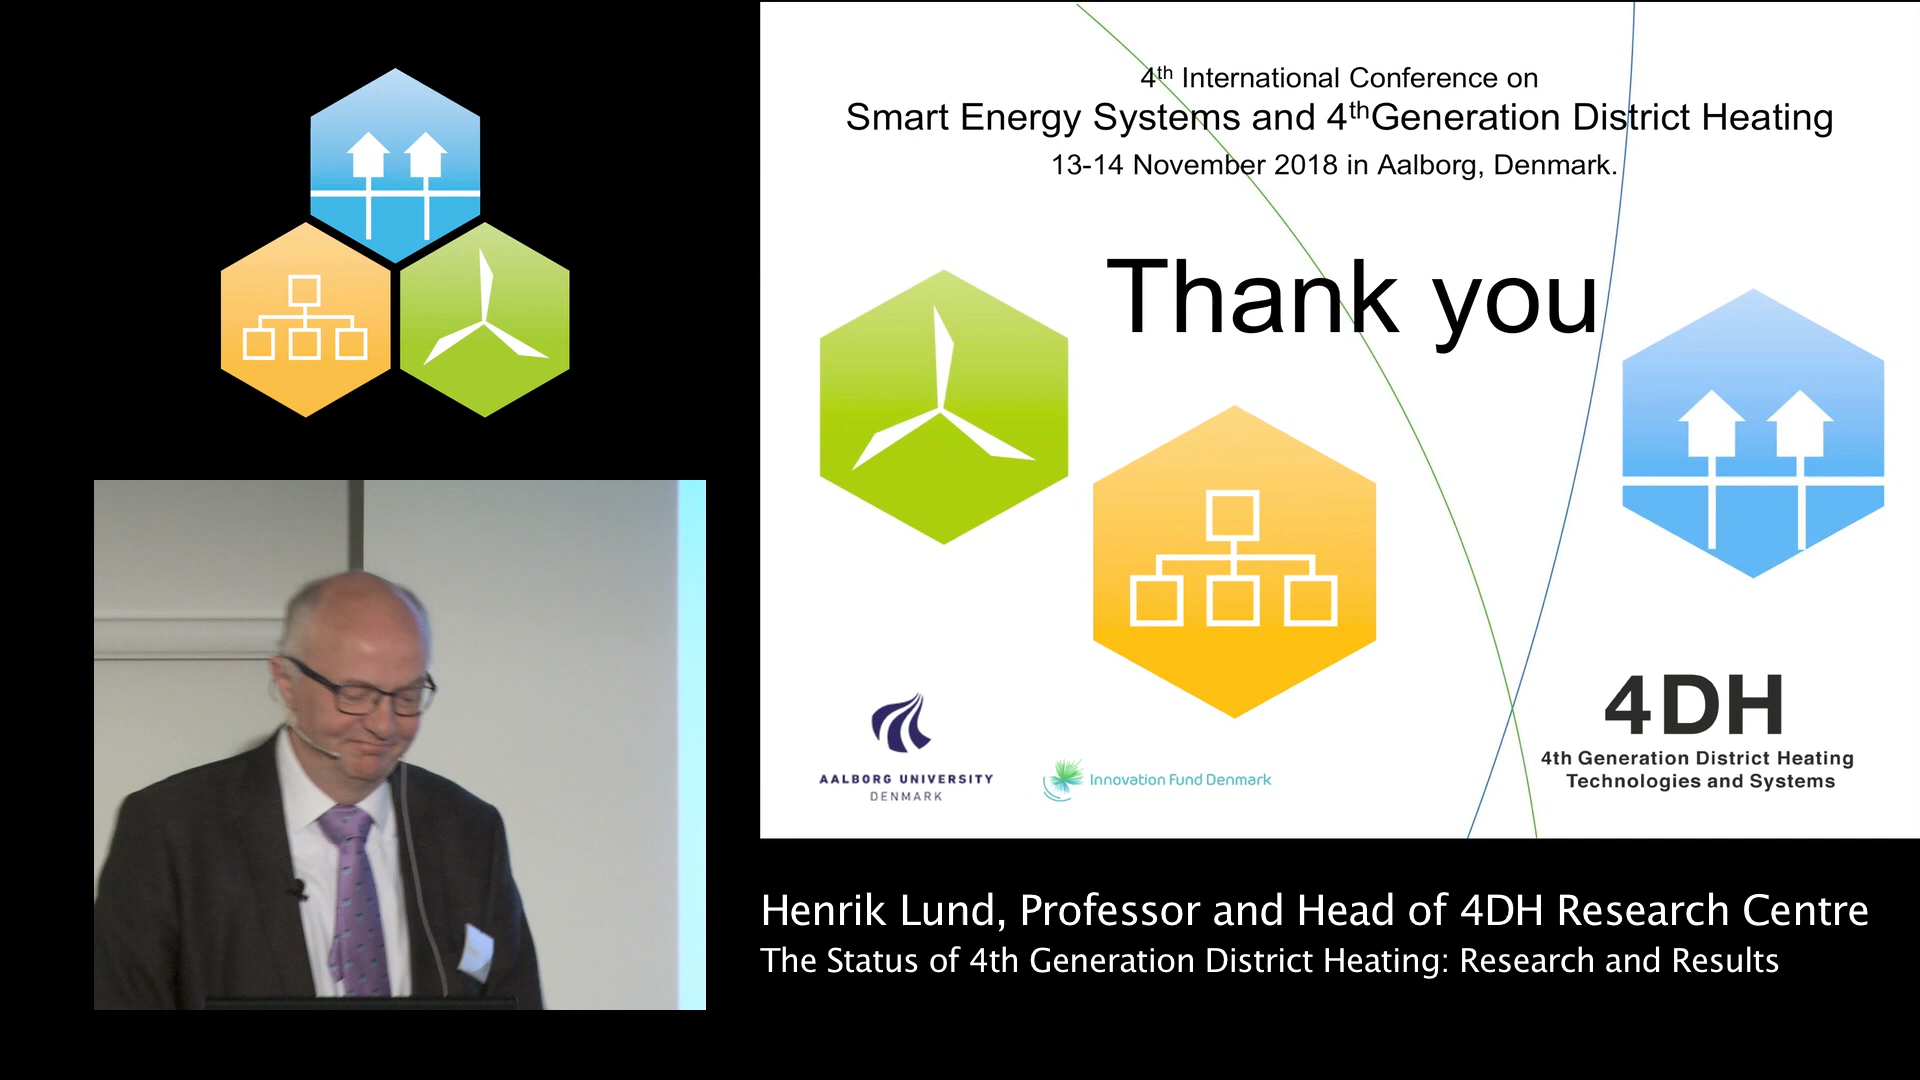 4th International Conference on
Smart Energy Systems and 4thGeneration District Heating
13-14 November 2018 in Aalborg, Denmark.
Thank you
AALBORG UNIVERSITY
DENMARK
Innovation Fund Denmark
4DH
4th Generation District Heating
Technologies and Systems
Henrik Lund, Professor and Head of 4DH Research Centre
The Status of 4th Generation District Heating: Research and Results